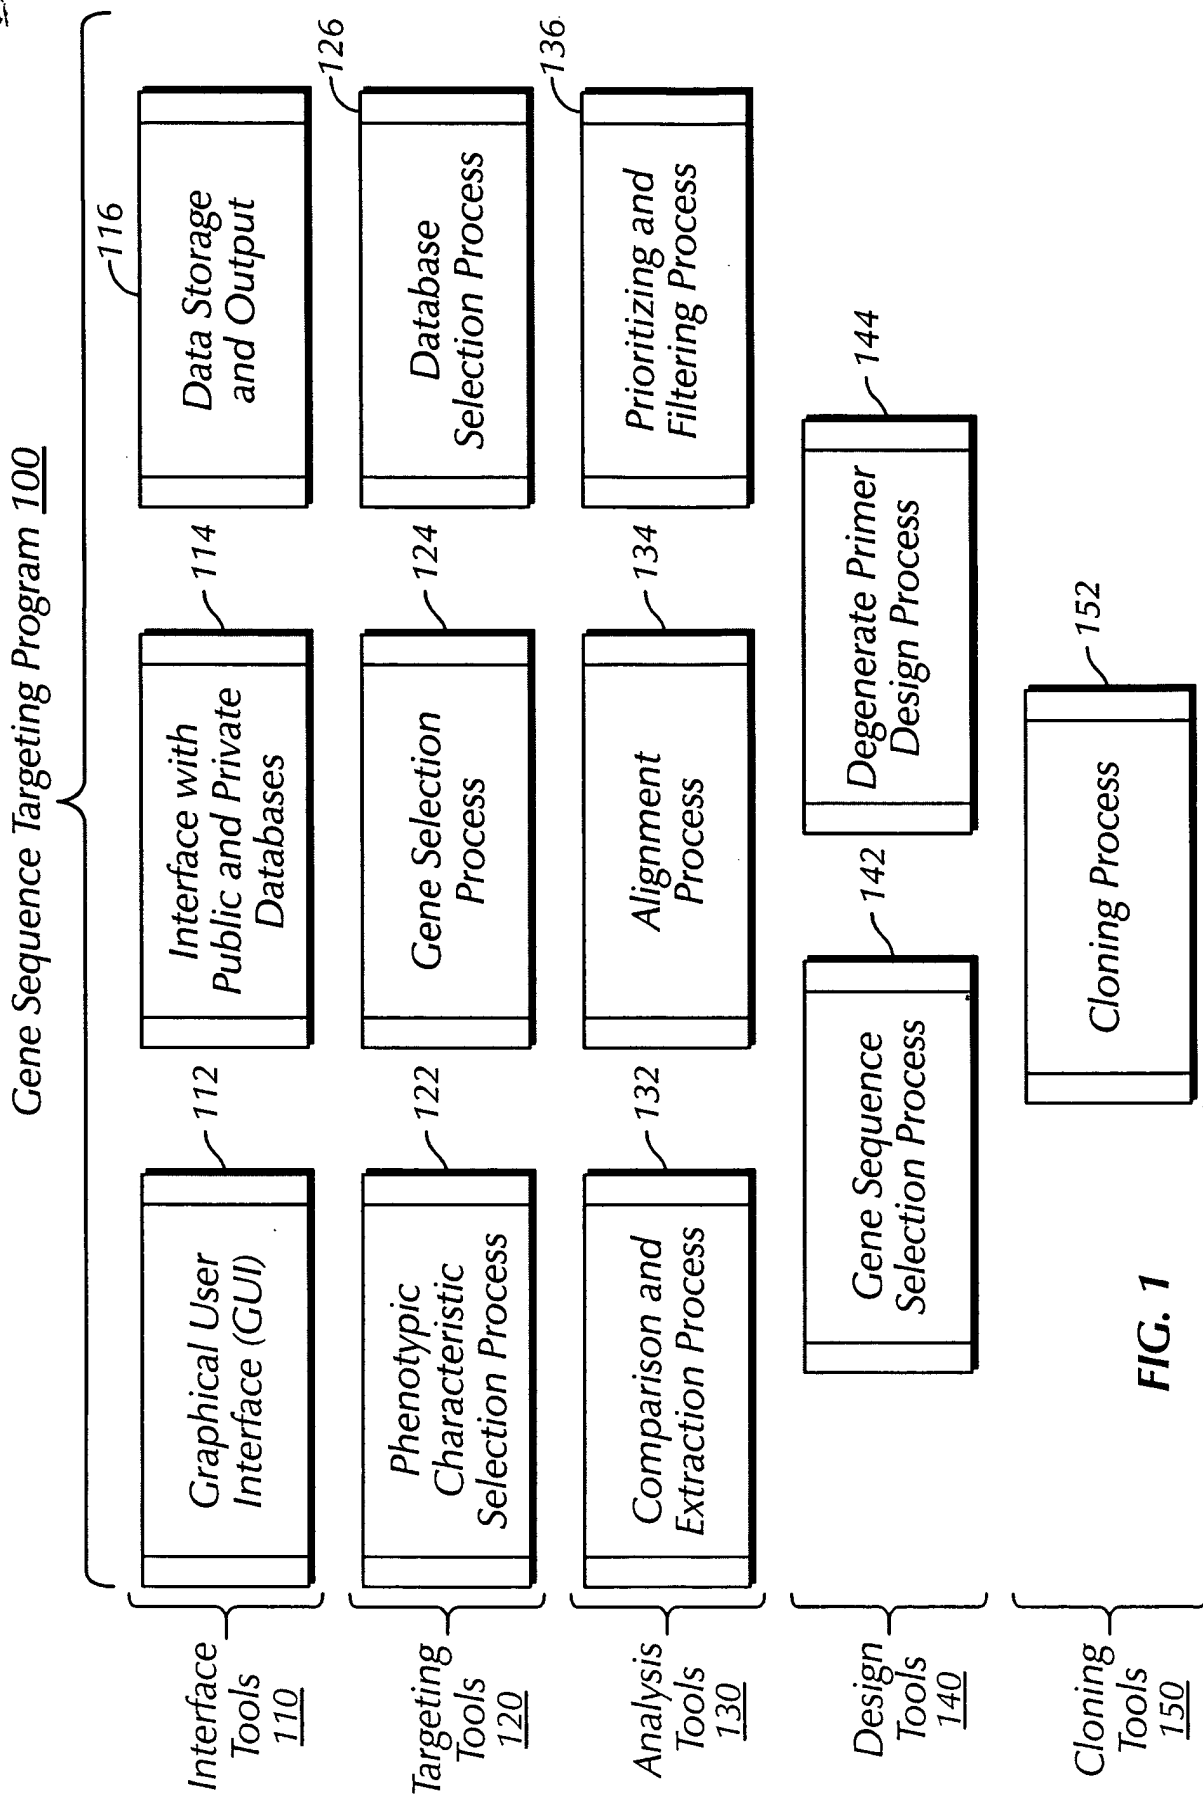 Gene Sequence Targeting Program 100
Interface
Tools
110
Graphical User
Interface (GUI)
112
Interface with
Public and Private
Databases
114
Data Storage
and Output
116
Targeting
Tools
120
Phenotypic
Characteristic
Selection Process
122
Gene Selection
Process
124
Database
Selection Process
126
Analysis
Tools
130
Comparison and
Extraction Process
132
Alignment
Process
134
Prioritizing and
Filtering Process
136
Design
Tools
140
Gene Sequence
Selection Process
142
Degenerate Primer
Design Process
144
Cloning
Tools
150
Cloning Process
152
FIG. 1